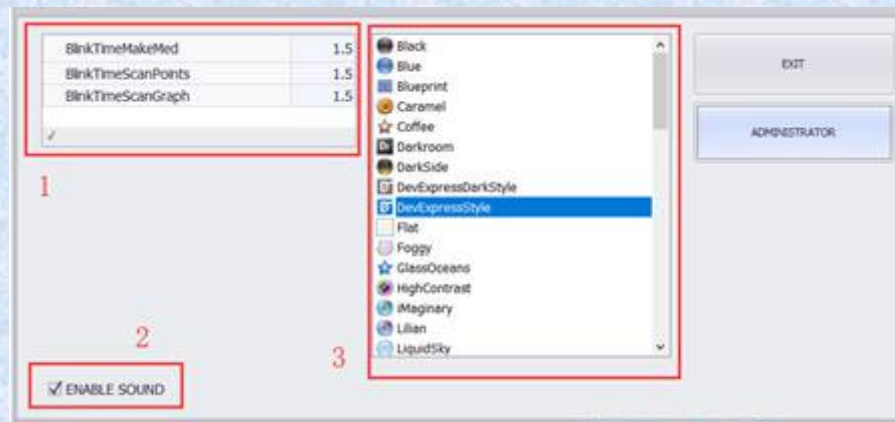 BlinkTimeMakeMed 1.5
BlinkTimeScanPoints 1.5
BlinkTimeScanGraph 1.5
1
Black
Blue
Blueprint
Caramel
Coffee
Darkroom
DarkSide
DevExpressDarkStyle
DevExpressStyle
Flat
Foggy
GlassOceans
HighContrast
iMaginary
Lilian
LiquidSky
3
EXIT
ADMINISTRATOR
2
ENABLE SOUND